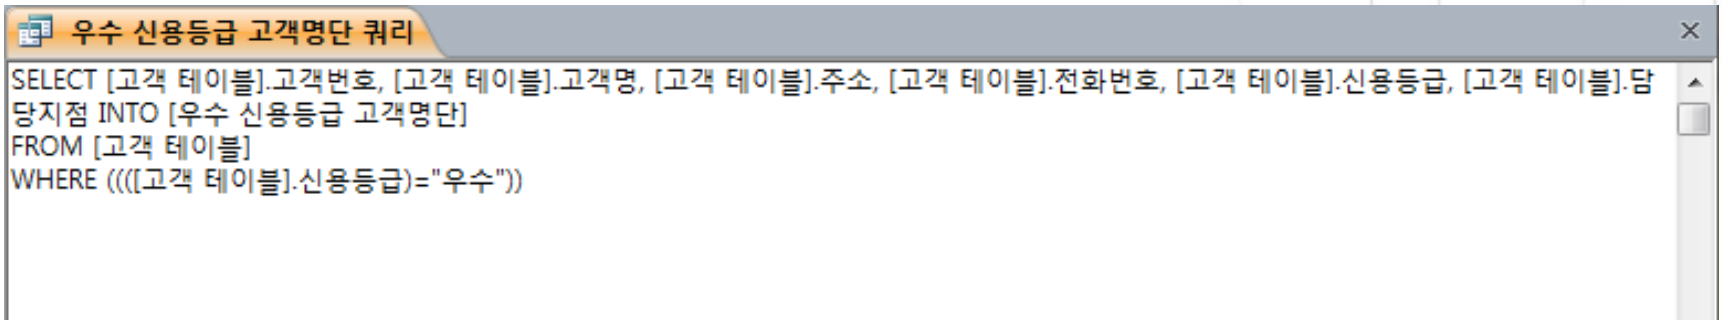 우수 신용등급 고객명단 쿼리
SELECT [고객 테이블].고객번호, [고객 테이블].고객명, [고객 테이블].주소, [고객 테이블].전화번호, [고객 테이블].신용등급, [고객 테이블].담
당지점 INTO [우수 신용등급 고객명단]
FROM [고객 테이블]
WHERE ((([고객 테이블].신용등급)="우수"))